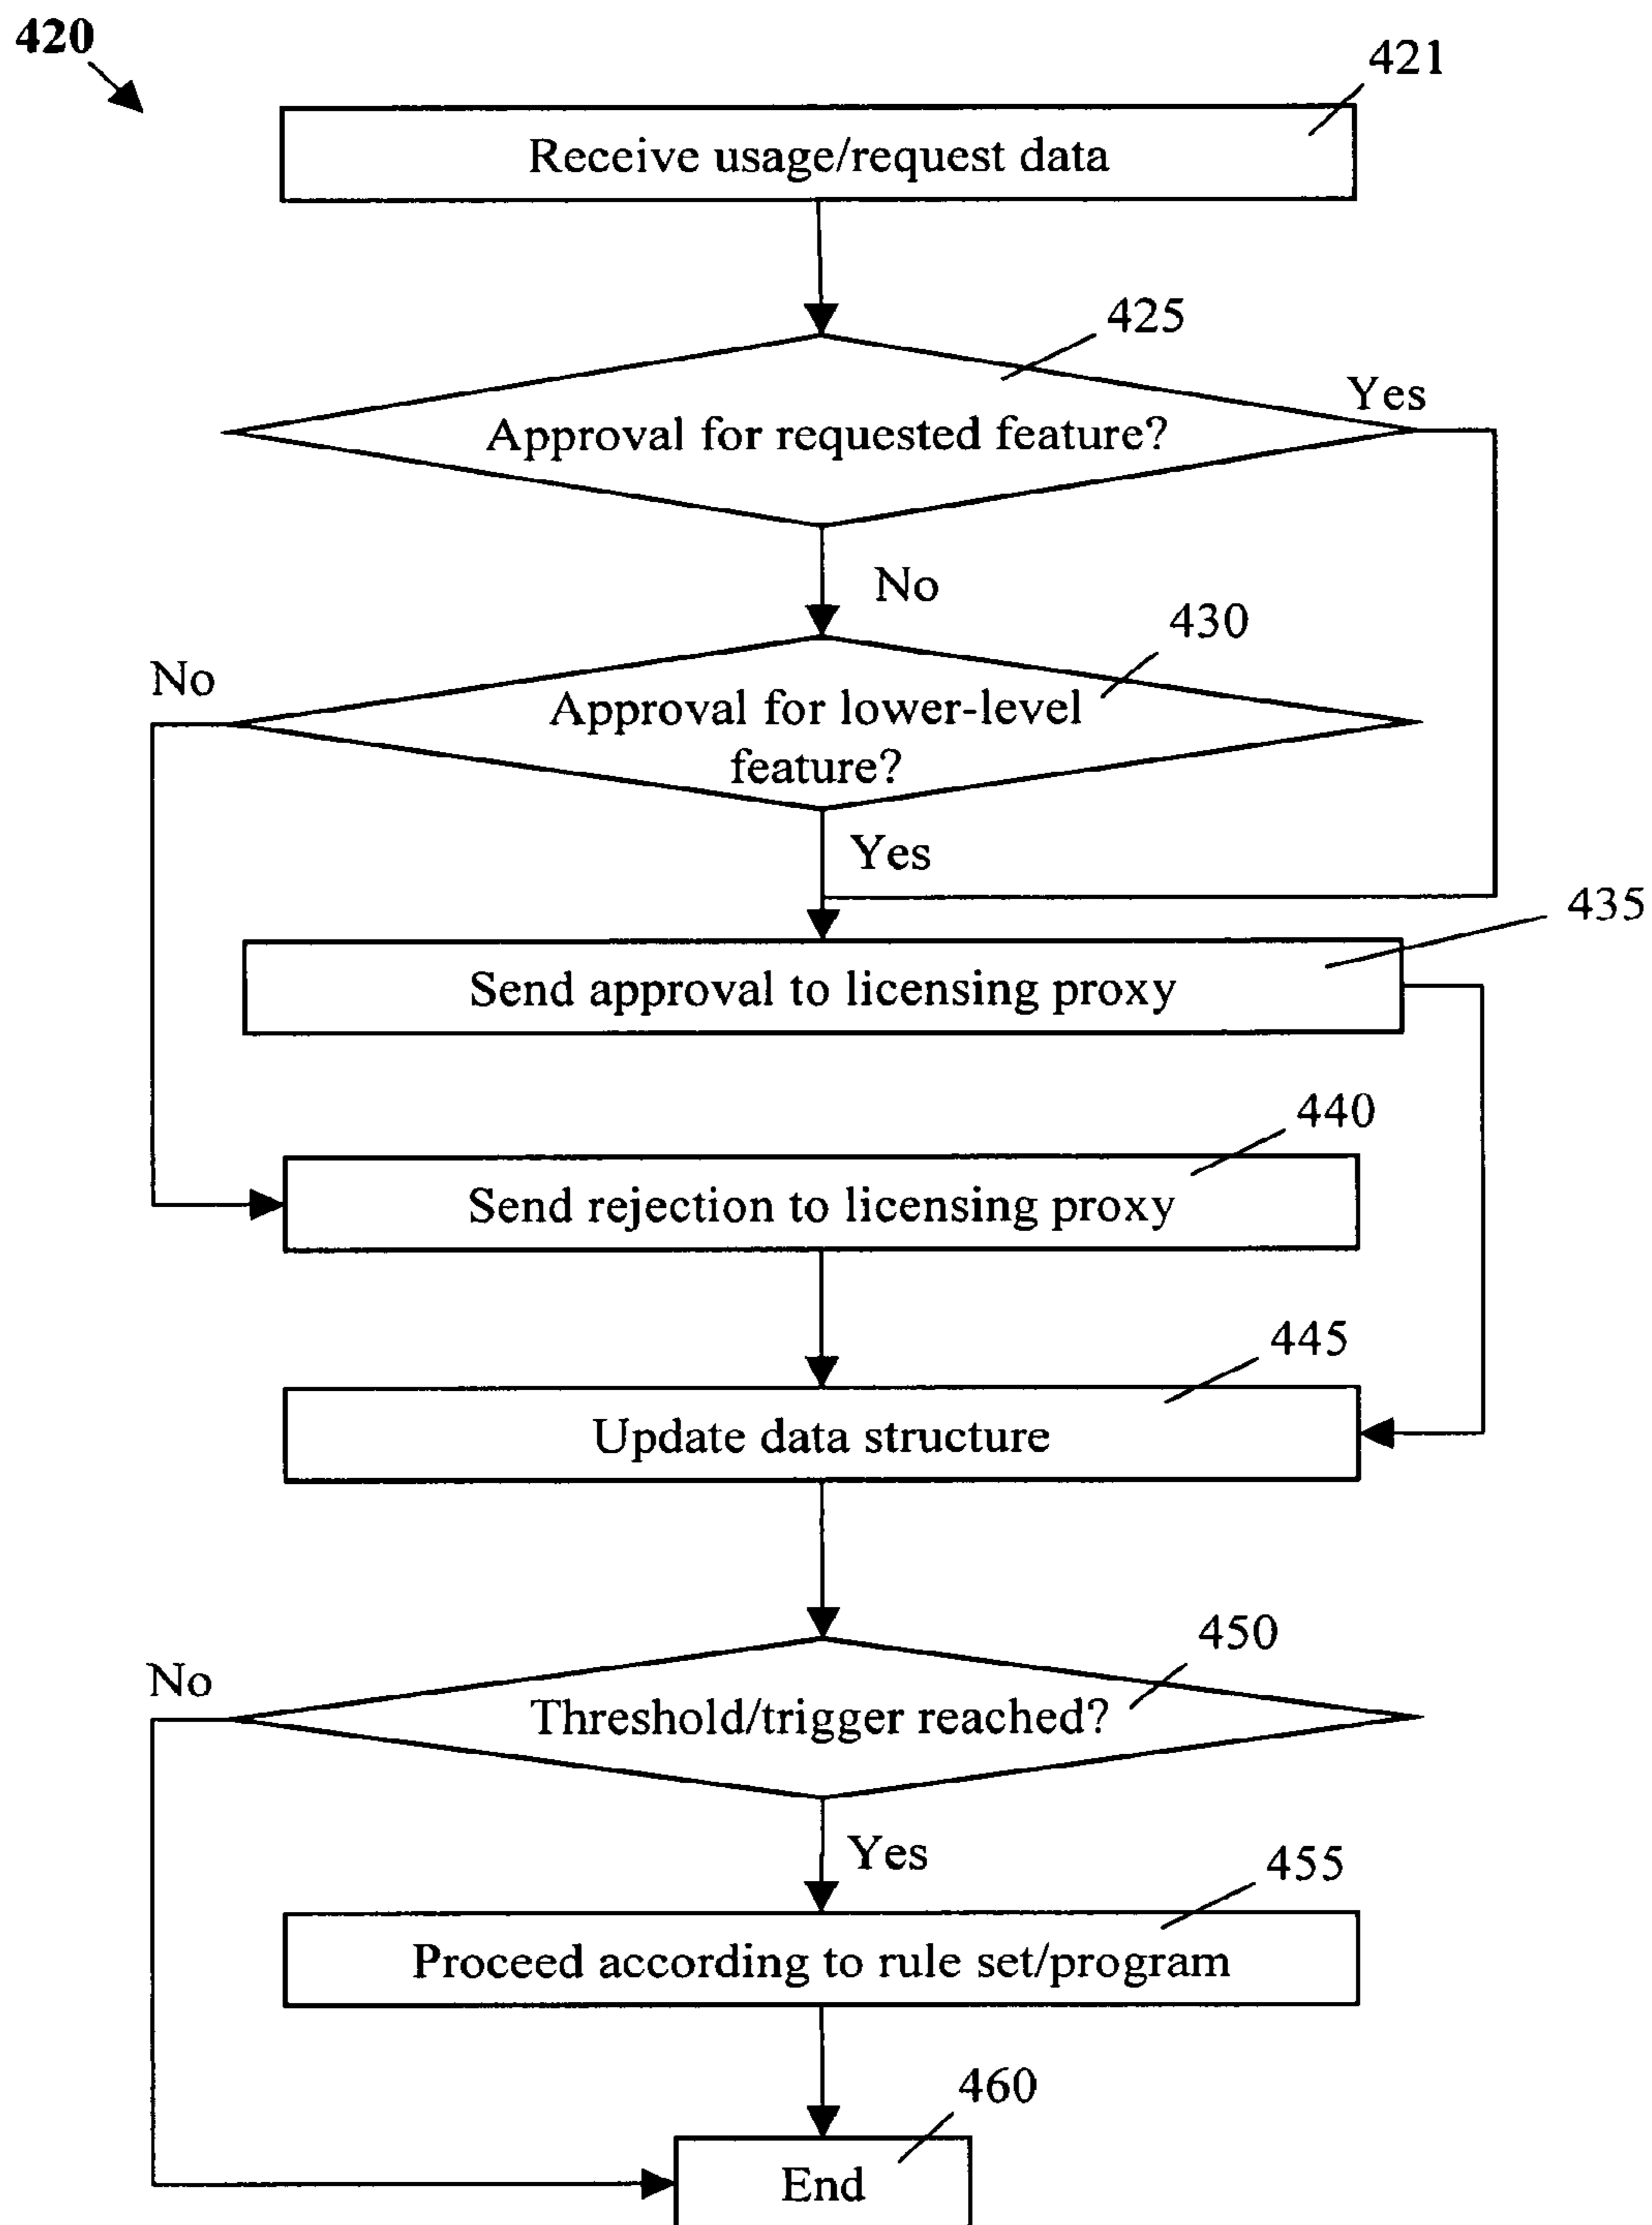 420
421
Receive usage/request data
425
Yes
Approval for requested feature?
No
430
No
Approval for lower-level
feature?
Yes
435
Send approval to licensing proxy
440
Send rejection to licensing proxy
445
Update data structure
450
No
Threshold/trigger reached?
Yes
455
Proceed according to rule set/program
460
End